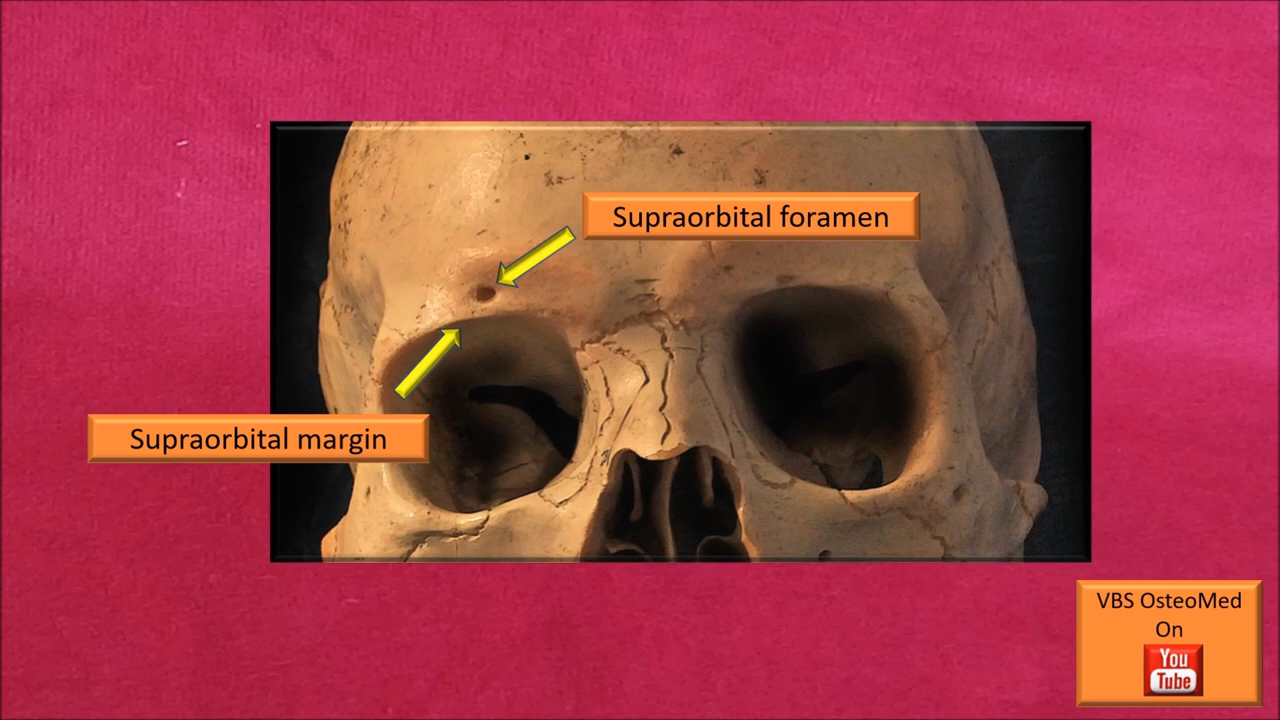 Supraorbital foramen
Supraorbital margin
VBS OsteoMed
On
You
Tube